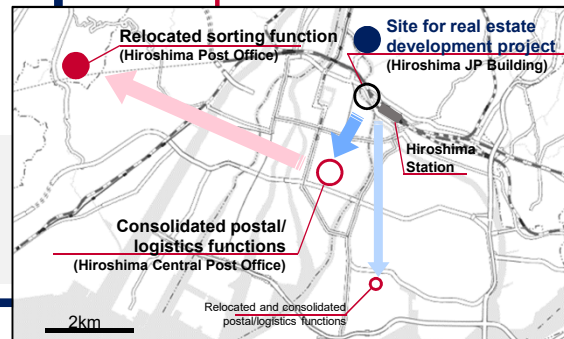 Relocated sorting function
(Hiroshima Post Office)
Site for real estate
development project
(Hiroshima JP Building)
Hiroshima
Station
Consolidated postal/
logistics functions
(Hiroshima Central Post Office)
Relocated and consolidated
postal/logistics functions
2km